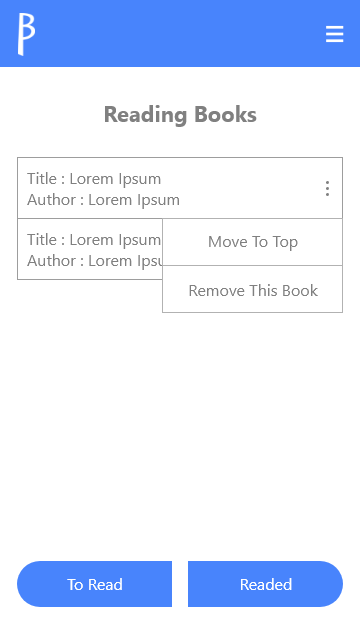 β
Reading Books
Title : Lorem Ipsum
Author : Lorem Ipsum
Title : Lorem Ipsum
Author : Lorem Ipsu
Move To Top
Remove This Book
To Read
Readed